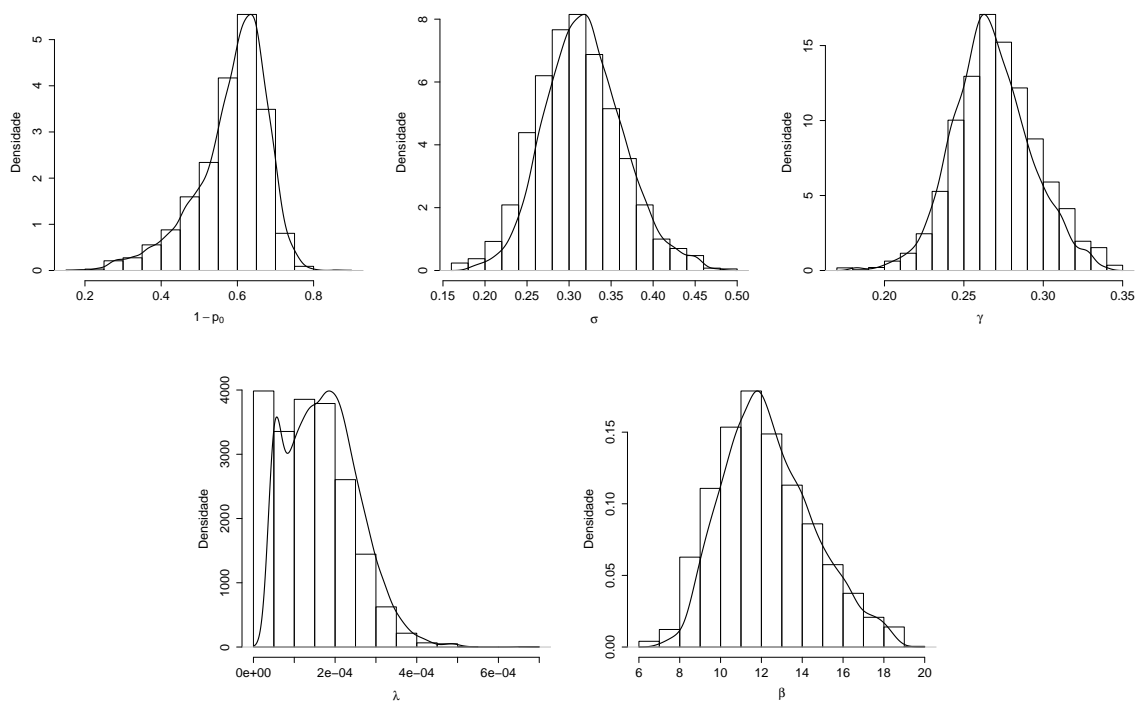 Densidade
0 1 2 3 4 5
0.2 0.4 0.6 0.8
1 − p₀
Densidade
0 2 4 6 8
0.15 0.20 0.25 0.30 0.35 0.40 0.45 0.50
σ
Densidade
0 5 10 15
0.20 0.25 0.30 0.35
γ
Densidade
0 1000 2000 3000 4000
0e+00 2e−04 4e−04 6e−04
λ
Densidade
0.00 0.05 0.10 0.15
6 8 10 12 14 16 18 20
β